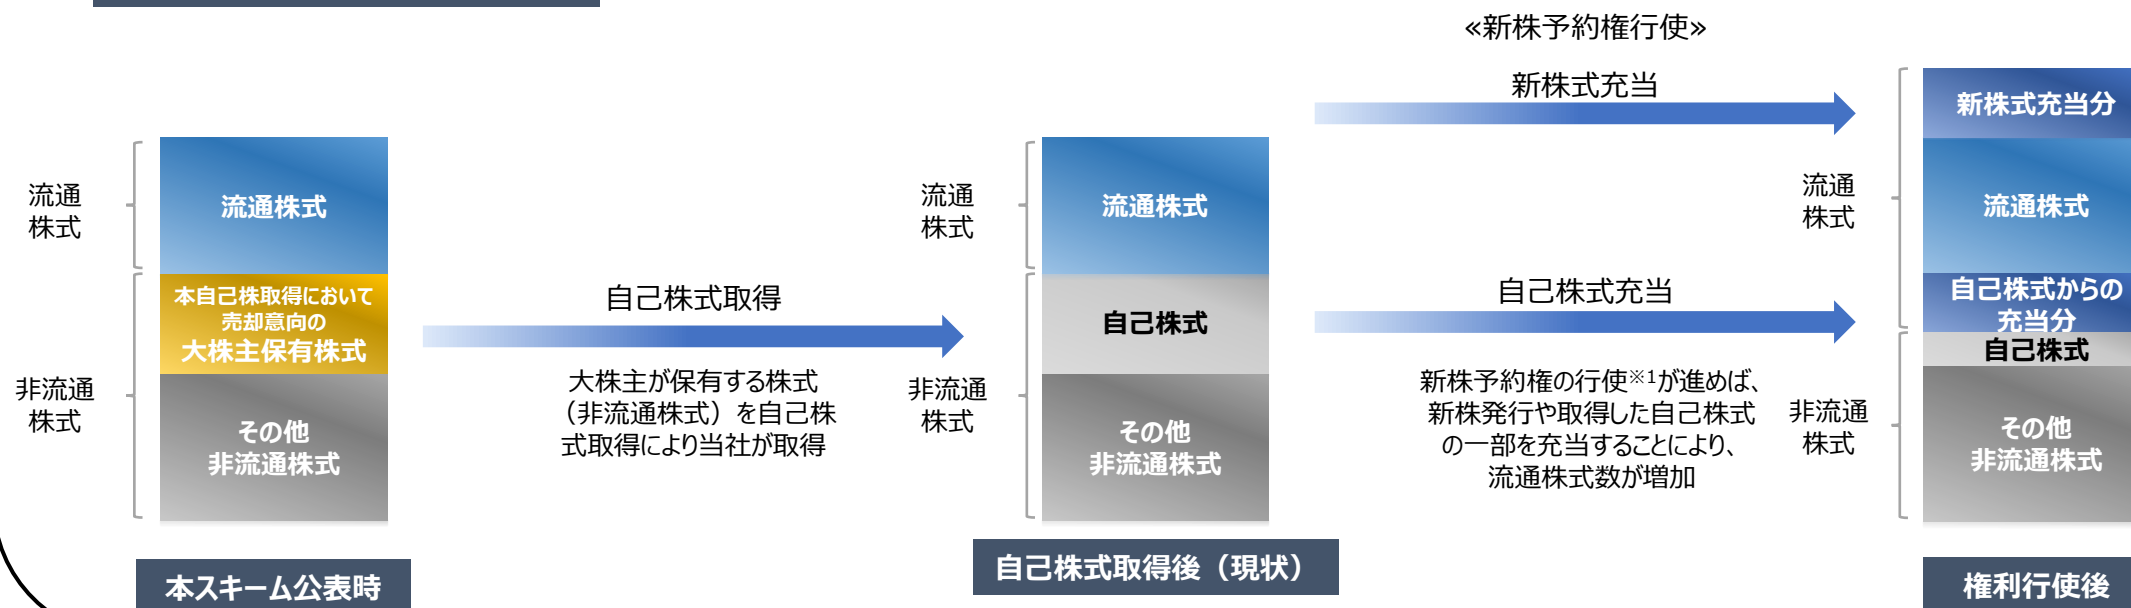 «新株予約権行使»
新株式充当
新株式充当分
流通
株式
流通株式
流通
株式
流通株式
流通
株式
流通株式
本自己株取得において
売却意向の
大株主保有株式
自己株式取得
自己株式
自己株式充当
自己株式からの
充当分
自己株式
非流通
株式
その他
非流通株式
大株主が保有する株式
（非流通株式）を自己株
式取得により当社が取得
非流通
株式
その他
非流通株式
新株予約権の行使※1が進めば、
新株発行や取得した自己株式
の一部を充当することにより、
流通株式数が増加
非流通
株式
その他
非流通株式
本スキーム公表時
自己株式取得後（現状）
権利行使後